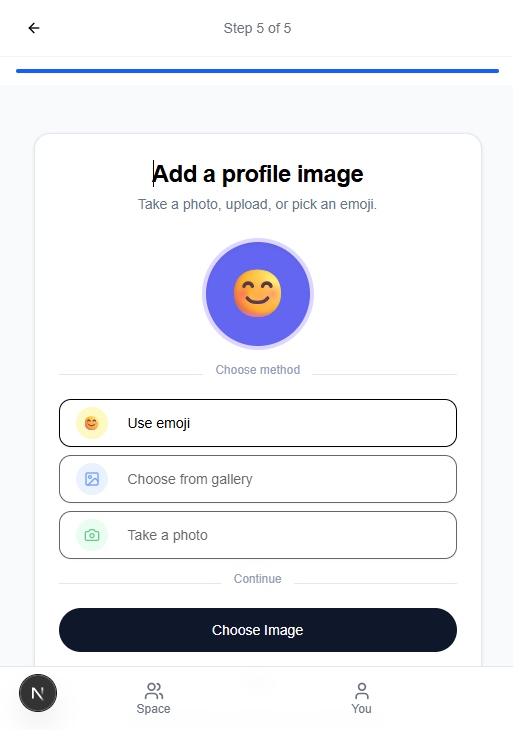 Step 5 of 5
Add a profile image
Take a photo, upload, or pick an emoji.
Choose method
Use emoji
Choose from gallery
Take a photo
Continue
Choose Image
N
Space
You